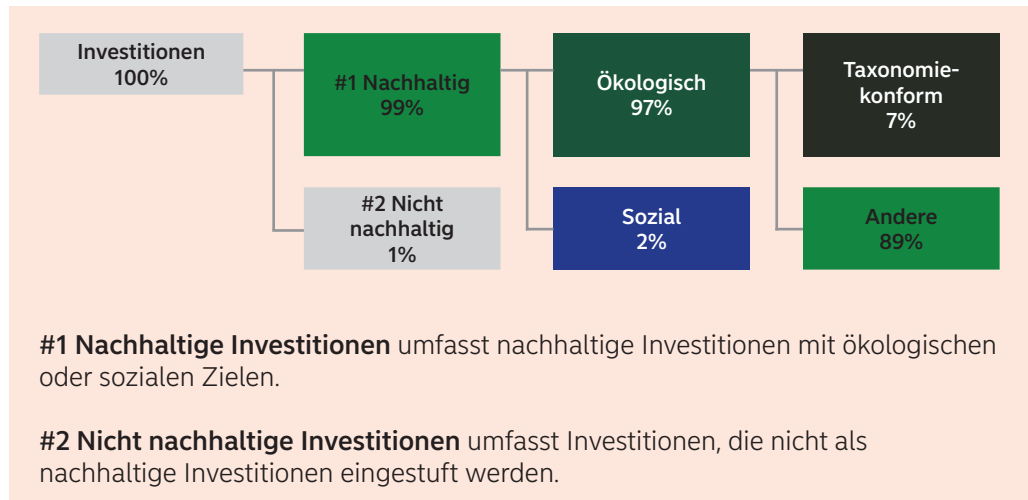 Investitionen
100%
#1 Nachhaltig
99%
Ökologisch
97%
Taxonomie-
konform
7%
#2 Nicht
nachhaltig
1%
Sozial
2%
Andere
89%
#1 Nachhaltige Investitionen umfasst nachhaltige Investitionen mit ökologischen
oder sozialen Zielen.
#2 Nicht nachhaltige Investitionen umfasst Investitionen, die nicht als
nachhaltige Investitionen eingestuft werden.